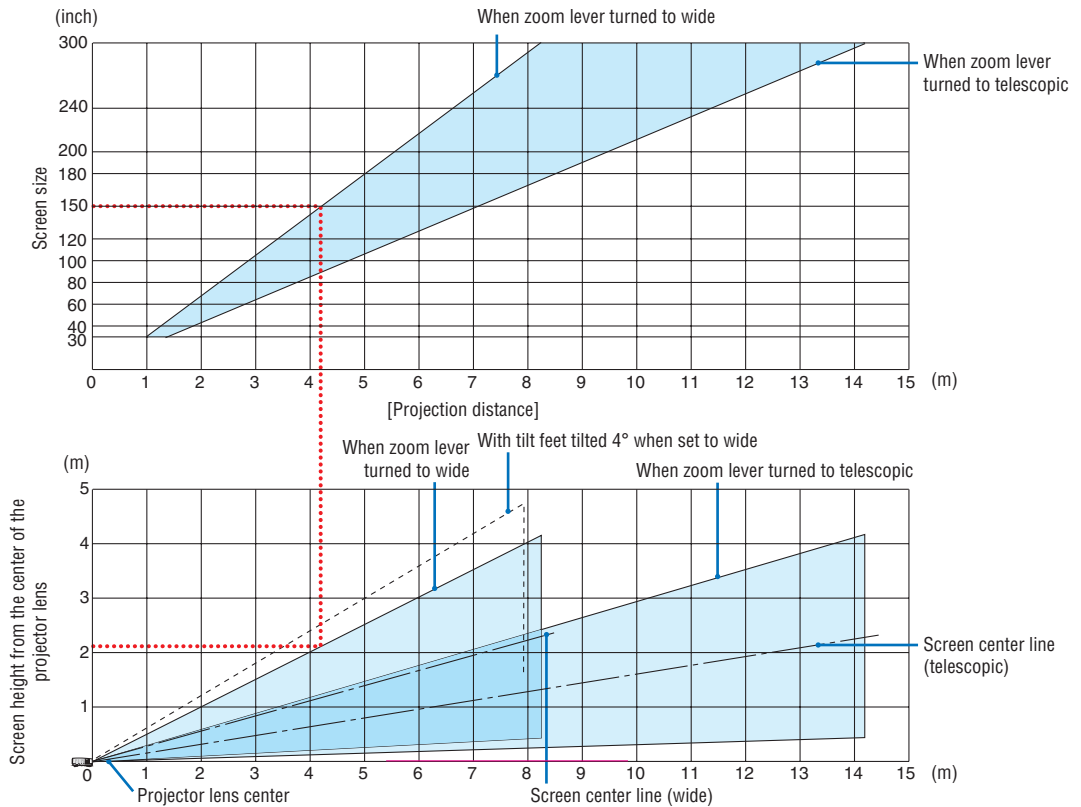 (inch)
When zoom lever turned to wide
300
240
200
180
150
120
100
80
60
40
30
Screen size
When zoom lever
turned to telescopic
0 1 2 3 4 5 6 7 8 9 10 11 12 13 14 15 (m)
[Projection distance]
(m)
When zoom lever
turned to wide
With tilt feet tilted 4° when set to wide
When zoom lever turned to telescopic
5
4
3
2
1
Screen height from the center of the
projector lens
Screen center line
(telescopic)
0 1 2 3 4 5 6 7 8 9 10 11 12 13 14 15 (m)
Projector lens center
Screen center line (wide)